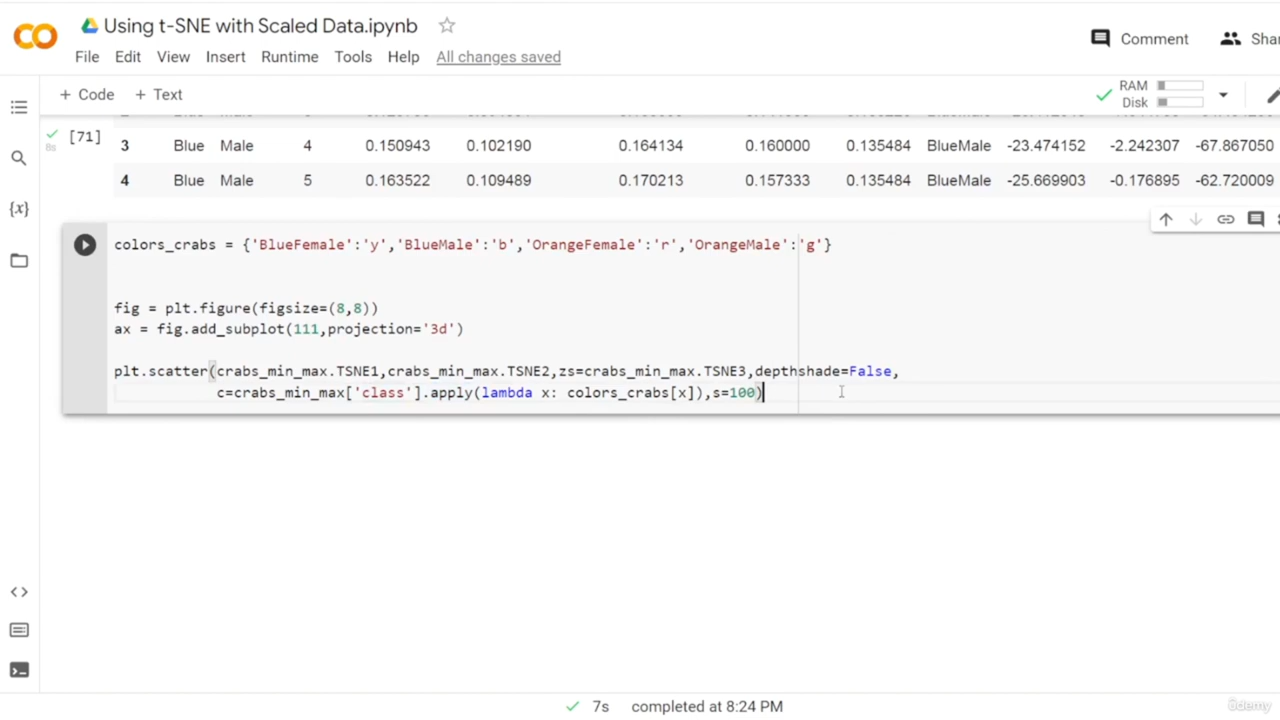 Using t-SNE with Scaled Data.ipynb
Comment
File Edit View Insert Runtime Tools Help All changes saved
+ Code + Text
RAM
Disk
[71]
8s
3 Blue Male 4 0.150943 0.102190 0.164134 0.160000 0.135484 BlueMale -23.474152 -2.242307 -67.867050
4 Blue Male 5 0.163522 0.109489 0.170213 0.157333 0.135484 BlueMale -25.669903 -0.176895 -62.720009
{x}
colors_crabs = {'BlueFemale':'y','BlueMale':'b','OrangeFemale':'r','OrangeMale':'g'}
fig = plt.figure(figsize=(8,8))
ax = fig.add_subplot(111,projection='3d')
plt.scatter(crabs_min_max.TSNE1,crabs_min_max.TSNE2,zs=crabs_min_max.TSNE3,depthshade=False,
c=crabs_min_max['class'].apply(lambda x: colors_crabs[x]),s=100)
7s completed at 8:24 PM
ûdemy